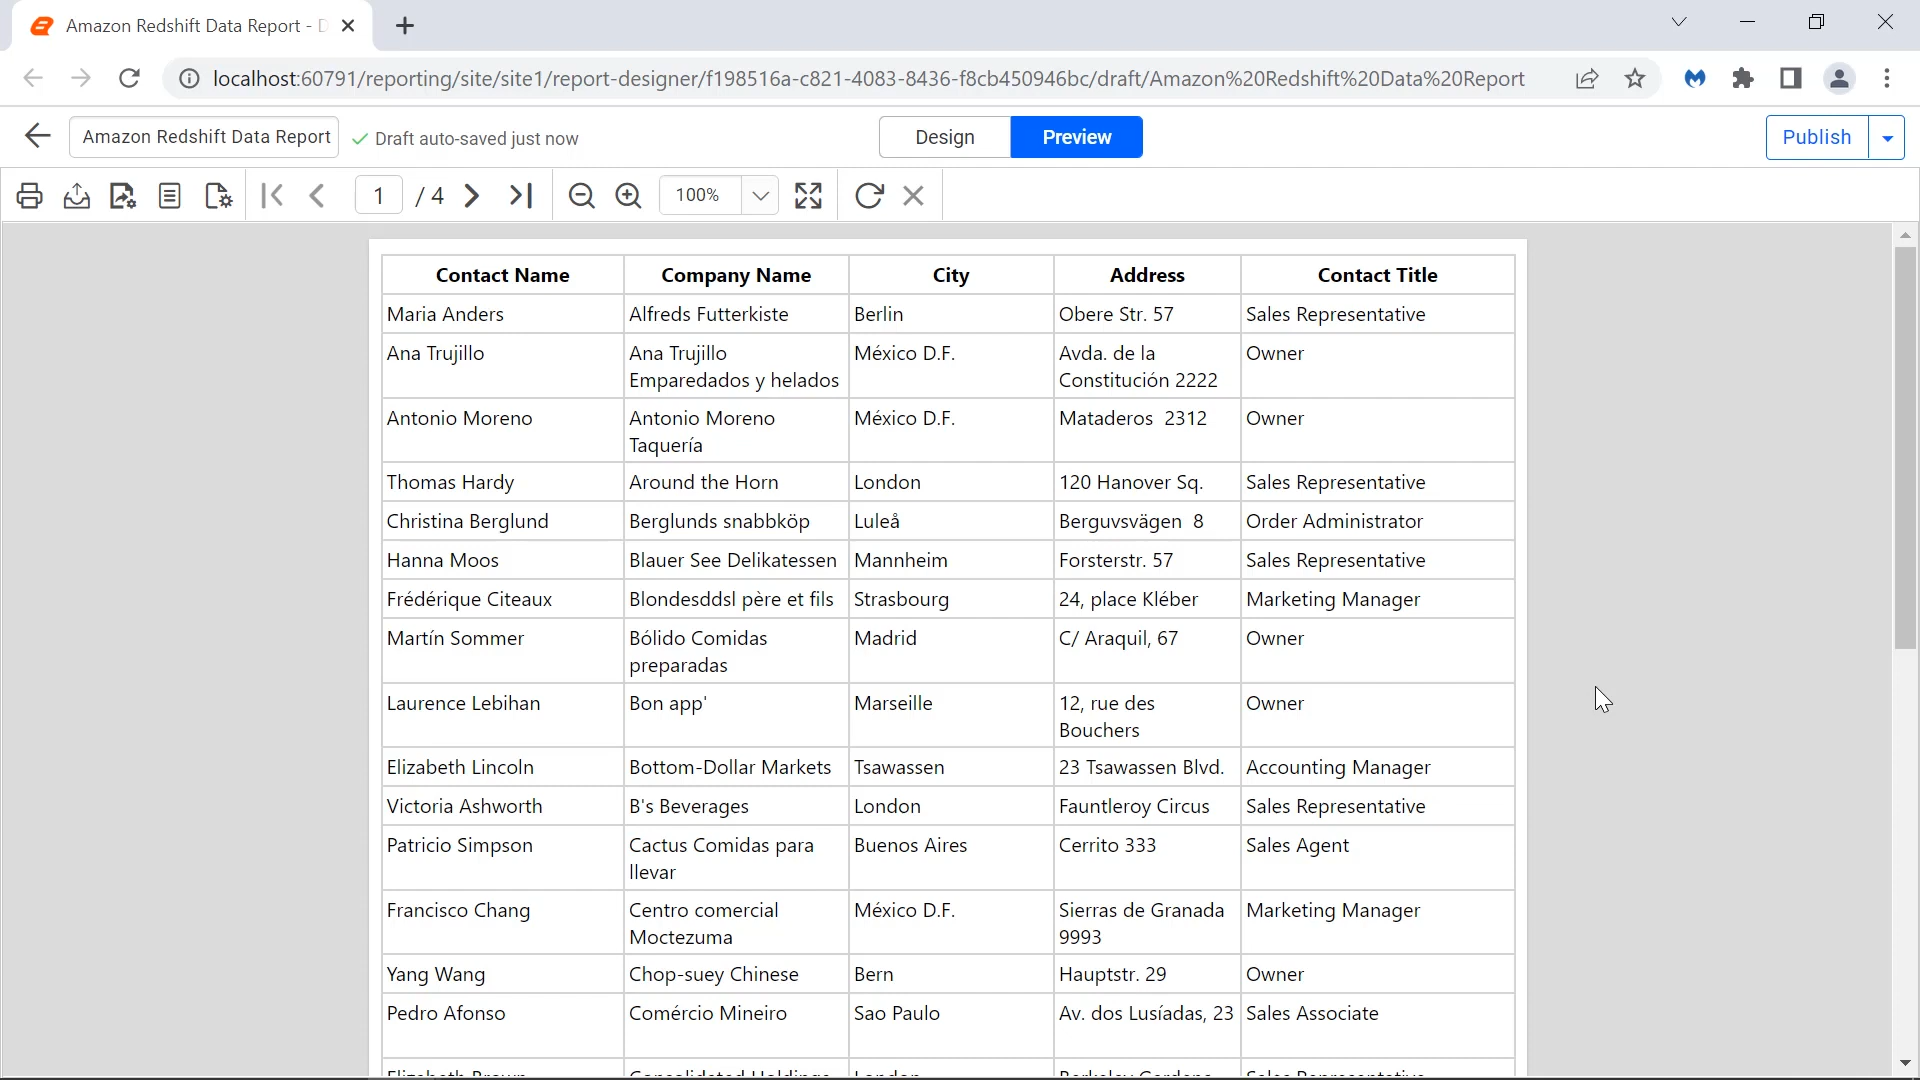 Amazon Redshift Data Report - D
localhost:60791/reporting/site/site1/report-designer/f198516a-c821-4083-8436-f8cb450946bc/draft/Amazon%20Redshift%20Data%20Report
Amazon Redshift Data Report Draft auto-saved just now Design Preview Publish
1 / 4 100%
Contact Name Company Name City Address Contact Title
Maria Anders Alfreds Futterkiste Berlin Obere Str. 57 Sales Representative
Ana Trujillo Ana Trujillo México D.F. Avda. de la Owner
Emparedados y helados Constitución 2222
Antonio Moreno Antonio Moreno México D.F. Mataderos  2312 Owner
Taquería
Thomas Hardy Around the Horn London 120 Hanover Sq. Sales Representative
Christina Berglund Berglunds snabbköp Luleå Berguvsvägen  8 Order Administrator
Hanna Moos Blauer See Delikatessen Mannheim Forsterstr. 57 Sales Representative
Frédérique Citeaux Blondesddsl père et fils Strasbourg 24, place Kléber Marketing Manager
Martín Sommer Bólido Comidas Madrid C/ Araquil, 67 Owner
preparadas
Laurence Lebihan Bon app' Marseille 12, rue des Owner
Bouchers
Elizabeth Lincoln Bottom-Dollar Markets Tsawassen 23 Tsawassen Blvd. Accounting Manager
Victoria Ashworth B's Beverages London Fauntleroy Circus Sales Representative
Patricio Simpson Cactus Comidas para Buenos Aires Cerrito 333 Sales Agent
llevar
Francisco Chang Centro comercial México D.F. Sierras de Granada Marketing Manager
Moctezuma 9993
Yang Wang Chop-suey Chinese Bern Hauptstr. 29 Owner
Pedro Afonso Comércio Mineiro Sao Paulo Av. dos Lusíadas, 23 Sales Associate